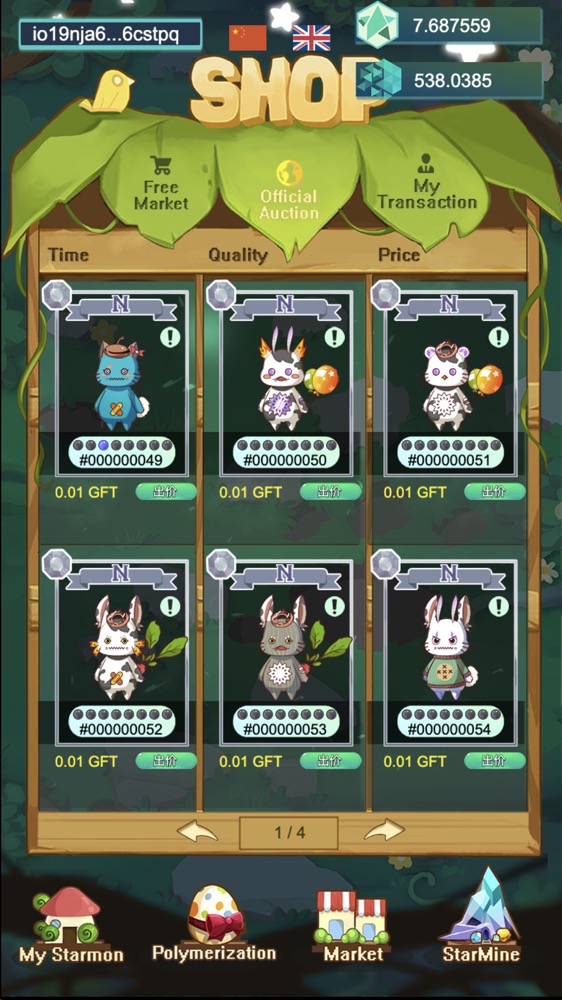 io19nja6...6cstpq
7.687559
538.0385
SHOP
Free
Market
Official
Auction
My
Transaction
Time
Quality
Price
N
N
N
!
!
!
#000000049
#000000050
#000000051
0.01 GFT
出价
0.01 GFT
出价
0.01 GFT
出价
N
N
N
!
!
!
#000000052
#000000053
#000000054
0.01 GFT
出价
0.01 GFT
出价
0.01 GFT
出价
1 / 4
My Starmon
Polymerization
Market
StarMine